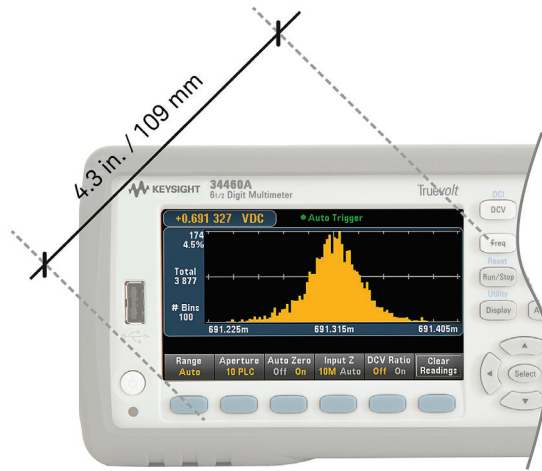 4.3 in. / 109 mm
KEYSIGHT 34460A
6½ Digit Multimeter
Truevolt
DCI
DCV
+0.691 327 VDC
Auto Trigger
174
4.5%
Freq
Reset
Run/Stop
Total
3 877
Utility
Display
# Bins
100
691.225m 691.315m 691.405m
Range Aperture Auto Zero Input Z DCV Ratio Clear
Auto 10 PLC Off On 10M Auto Off On Readings
Select